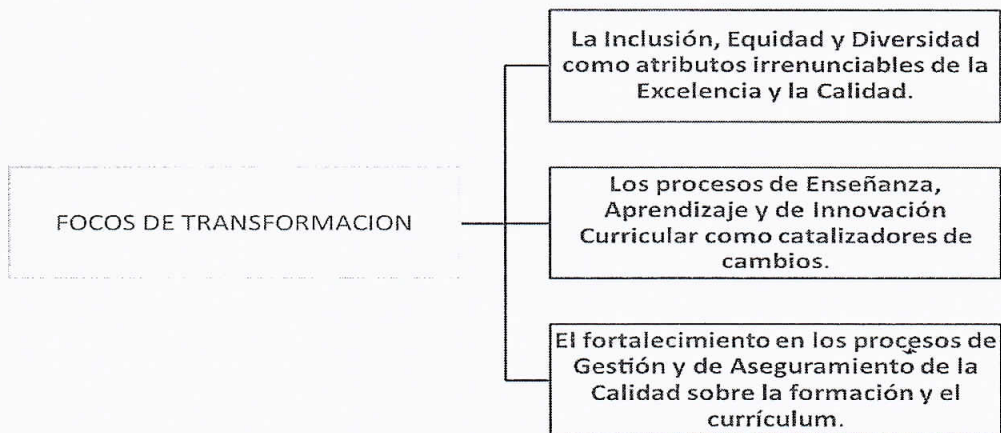 La Inclusión, Equidad y Diversidad
como atributos irrenunciables de la
Excelencia y la Calidad.
FOCOS DE TRANSFORMACION
Los procesos de Enseñanza,
Aprendizaje y de Innovación
Curricular como catalizadores de
cambios.
El fortalecimiento en los procesos de
Gestión y de Aseguramiento de la
Calidad sobre la formación y el
currículum.